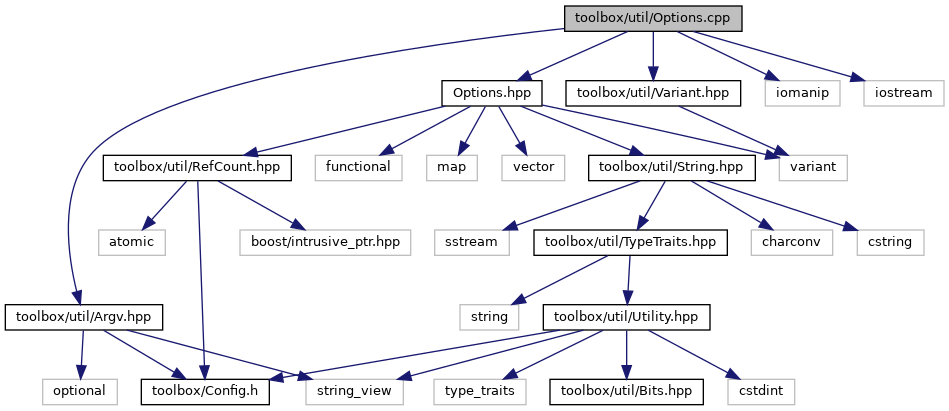 toolbox/util/Options.cpp
Options.hpp
toolbox/util/Variant.hpp
iomanip
iostream
toolbox/util/RefCount.hpp
functional
map
vector
toolbox/util/String.hpp
variant
atomic
boost/intrusive_ptr.hpp
sstream
toolbox/util/TypeTraits.hpp
charconv
cstring
toolbox/util/Argv.hpp
string
toolbox/util/Utility.hpp
optional
toolbox/Config.h
string_view
type_traits
toolbox/util/Bits.hpp
cstdint